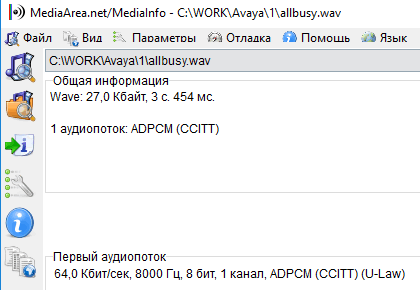 MediaArea.net/MediaInfo - C:\WORK\Avaya\1\allbusy.wav
Файл Вид Параметры Отладка Помощь Язык
C:\WORK\Avaya\1\allbusy.wav
Общая информация
Wave: 27,0 Кбайт, 3 с. 454 мс.
1 аудиопоток: ADPCM (CCITT)
Первый аудиопоток
64,0 Кбит/сек, 8000 Гц, 8 бит, 1 канал, ADPCM (CCITT) (U-Law)